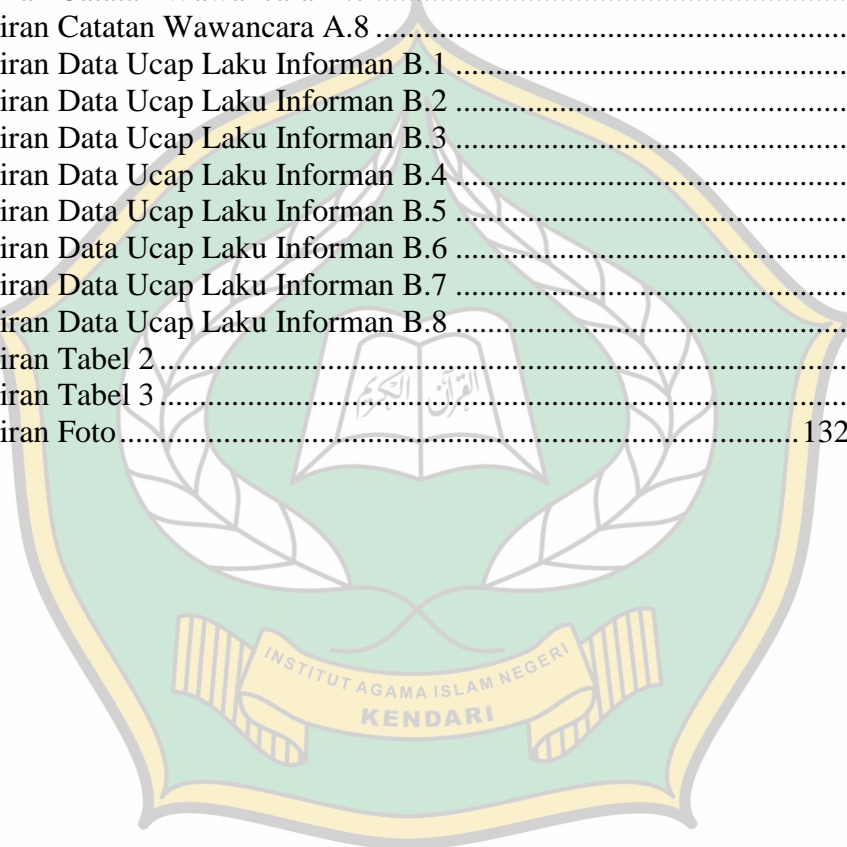 iran Catatan Wawancara A.8 ........................................................
iran Data Ucap Laku Informan B.1 ................................................
iran Data Ucap Laku Informan B.2 ................................................
iran Data Ucap Laku Informan B.3 ................................................
iran Data Ucap Laku Informan B.4 ................................................
iran Data Ucap Laku Informan B.5 ................................................
iran Data Ucap Laku Informan B.6 ................................................
iran Data Ucap Laku Informan B.7 ................................................
iran Data Ucap Laku Informan B.8 ................................................
iran Tabel 2 ....................................................................................
iran Tabel 3 ....................................................................................
iran Foto ....................................................................................132
القرآن الكريم
INSTITUT AGAMA ISLAM NEGERI
KENDARI